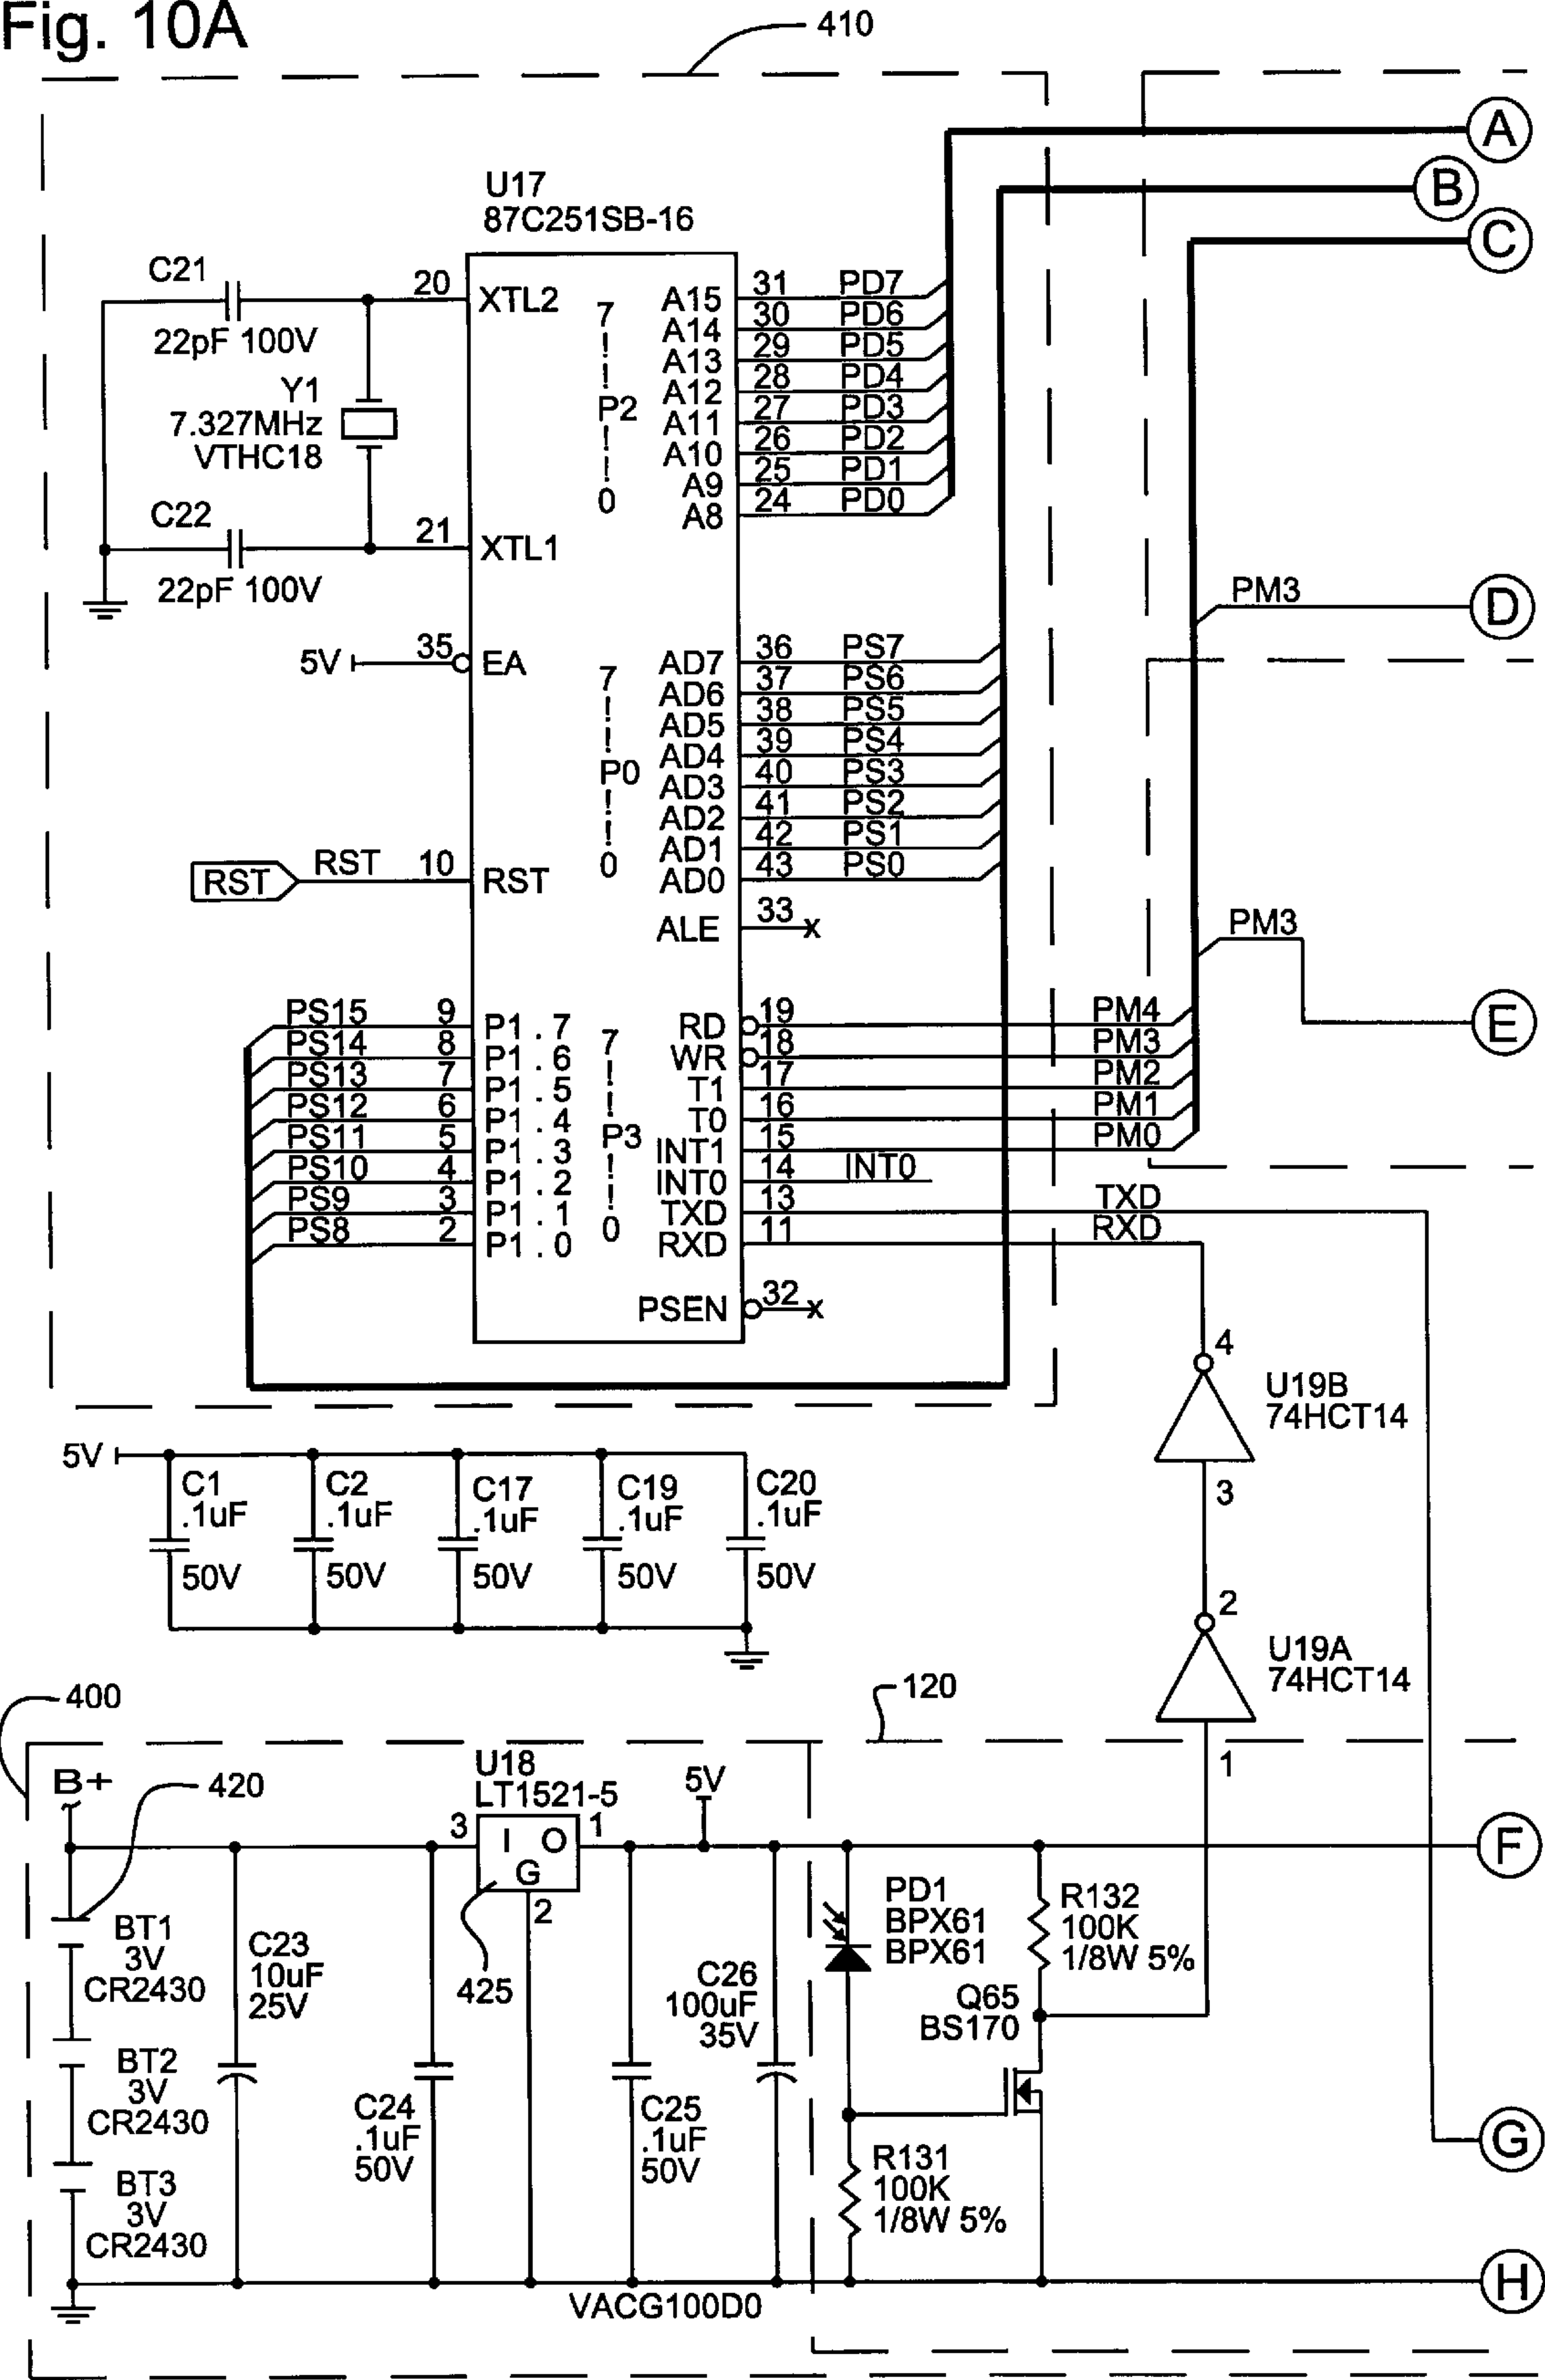 Fig. 10A
410
A
B
C
U17
87C251SB-16
C21
22pF 100V
20
XTL2
Y1
7.327MHz
VTHC18
C22
22pF 100V
21
XTL1
5V
35
EA
RST
RST
10
RST
7
P2
0
A15 31 PD7
A14 30 PD6
A13 29 PD5
A12 28 PD4
A11 27 PD3
A10 26 PD2
A9 25 PD1
A8 24 PD0
PM3
D
7
P0
0
AD7 36 PS7
AD6 37 PS6
AD5 38 PS5
AD4 39 PS4
AD3 40 PS3
AD2 41 PS2
AD1 42 PS1
AD0 43 PS0
ALE 33 x
PM3
E
PS15 9 P1.7
PS14 8 P1.6
PS13 7 P1.5
PS12 6 P1.4
PS11 5 P1.3
PS10 4 P1.2
PS9 3 P1.1
PS8 2 P1.0
7
P3
0
RD 19 PM4
WR 18 PM3
T1 17 PM2
T0 16 PM1
INT1 15 PM0
INT0 14 INT0
TXD 13 TXD
RXD 11 RXD
PSEN 32 x
4
U19B
74HCT14
3
2
U19A
74HCT14
1
5V
C1
.1uF
50V
C2
.1uF
50V
C17
.1uF
50V
C19
.1uF
50V
C20
.1uF
50V
400
120
B+
420
U18
LT1521-5
3
I O
G
1
2
425
5V
F
BT1
3V
CR2430
BT2
3V
CR2430
BT3
3V
CR2430
C23
10uF
25V
C24
.1uF
50V
C25
.1uF
50V
C26
100uF
35V
PD1
BPX61
BPX61
R132
100K
1/8W 5%
Q65
BS170
R131
100K
1/8W 5%
G
VACG100D0
H